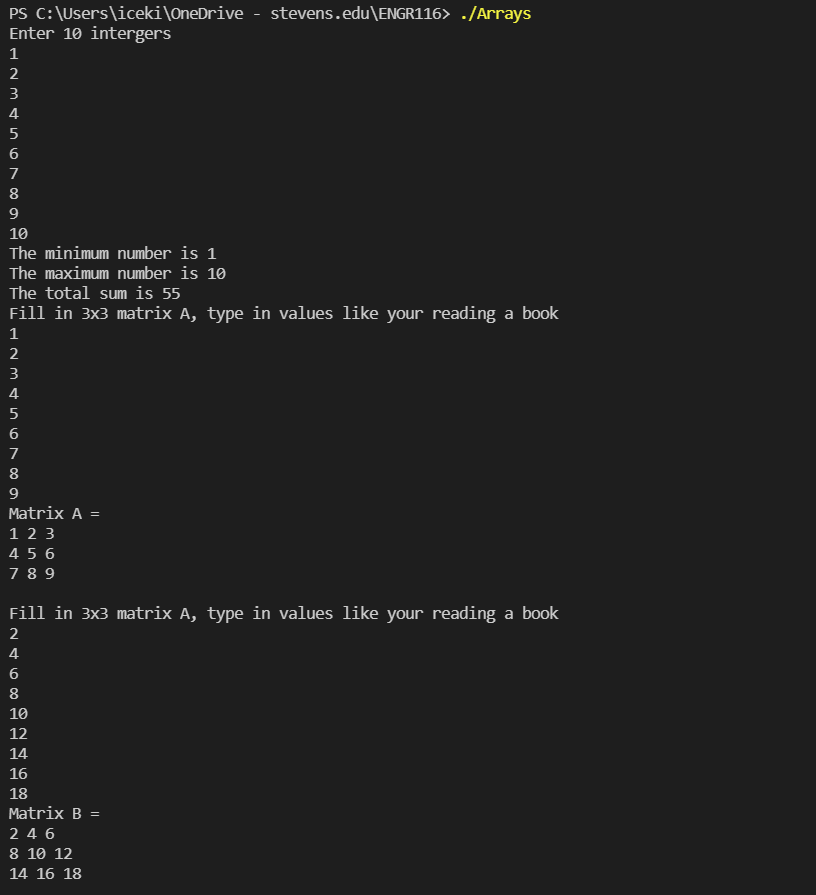 PS C:\Users\iceki\OneDrive - stevens.edu\ENGR116> ./Arrays
Enter 10 intergers
1
2
3
4
5
6
7
8
9
10
The minimum number is 1
The maximum number is 10
The total sum is 55
Fill in 3x3 matrix A, type in values like your reading a book
1
2
3
4
5
6
7
8
9
Matrix A =
1 2 3
4 5 6
7 8 9

Fill in 3x3 matrix A, type in values like your reading a book
2
4
6
8
10
12
14
16
18
Matrix B =
2 4 6
8 10 12
14 16 18